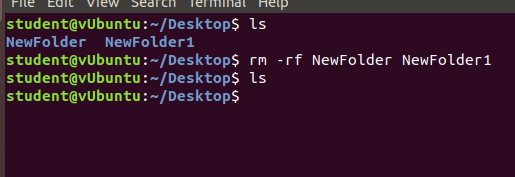 File Edit View Search Terminal Help
student@vUbuntu:~/Desktop$ ls
NewFolder  NewFolder1
student@vUbuntu:~/Desktop$ rm -rf NewFolder NewFolder1
student@vUbuntu:~/Desktop$ ls
student@vUbuntu:~/Desktop$